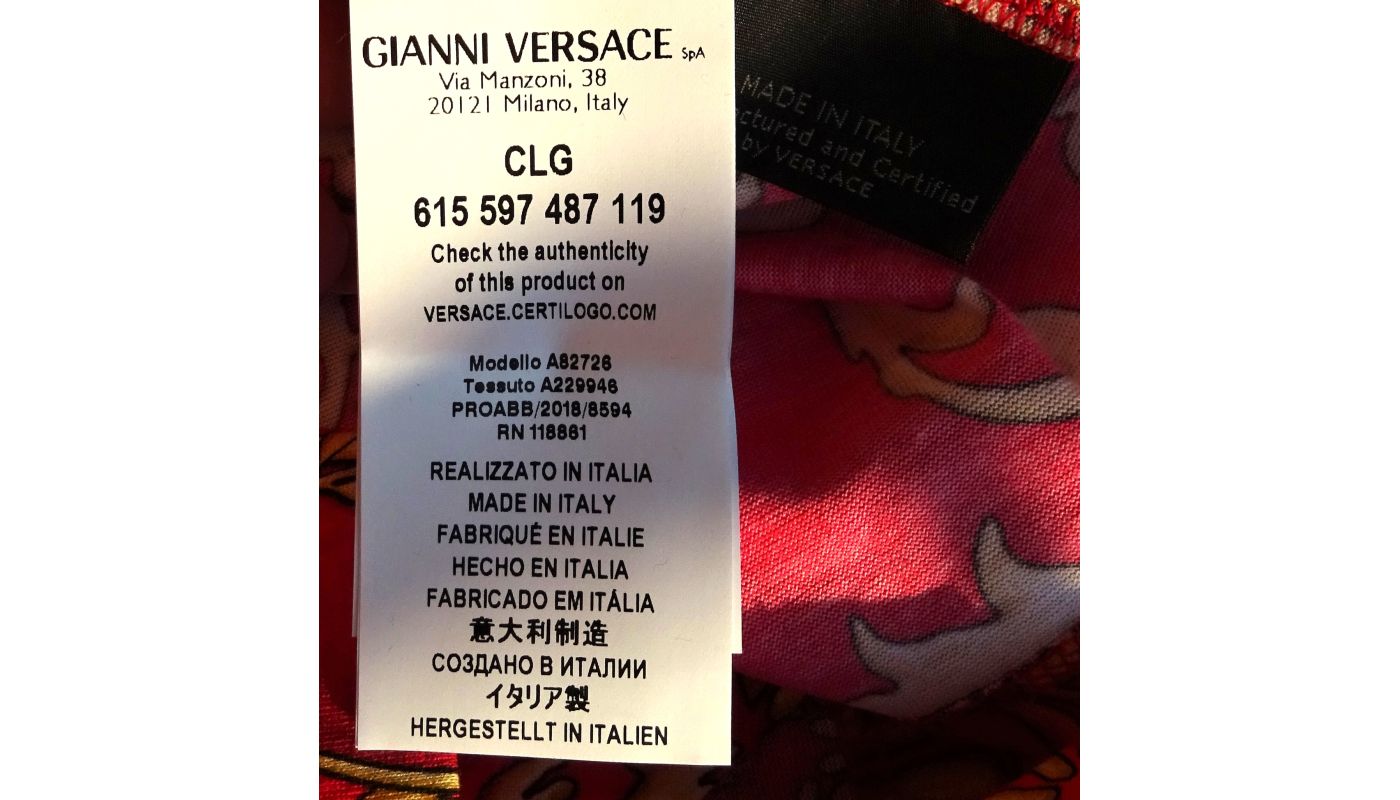 GIANNI VERSACE SpA
Via Manzoni, 38
20121 Milano, Italy
CLG
615 597 487 119
Check the authenticity
of this product on
VERSACE.CERTILOGO.COM
Modello A82726
Tessuto A229946
PROABB/2018/8594
RN 118861
REALIZZATO IN ITALIA
MADE IN ITALY
FABRIQUÉ EN ITALIE
HECHO EN ITALIA
FABRICADO EM ITÁLIA
意大利制造
СОЗДАНО В ИТАЛИИ
イタリア製
HERGESTELLT IN ITALIEN
MADE IN ITALY
ctured and Certified
by VERSACE